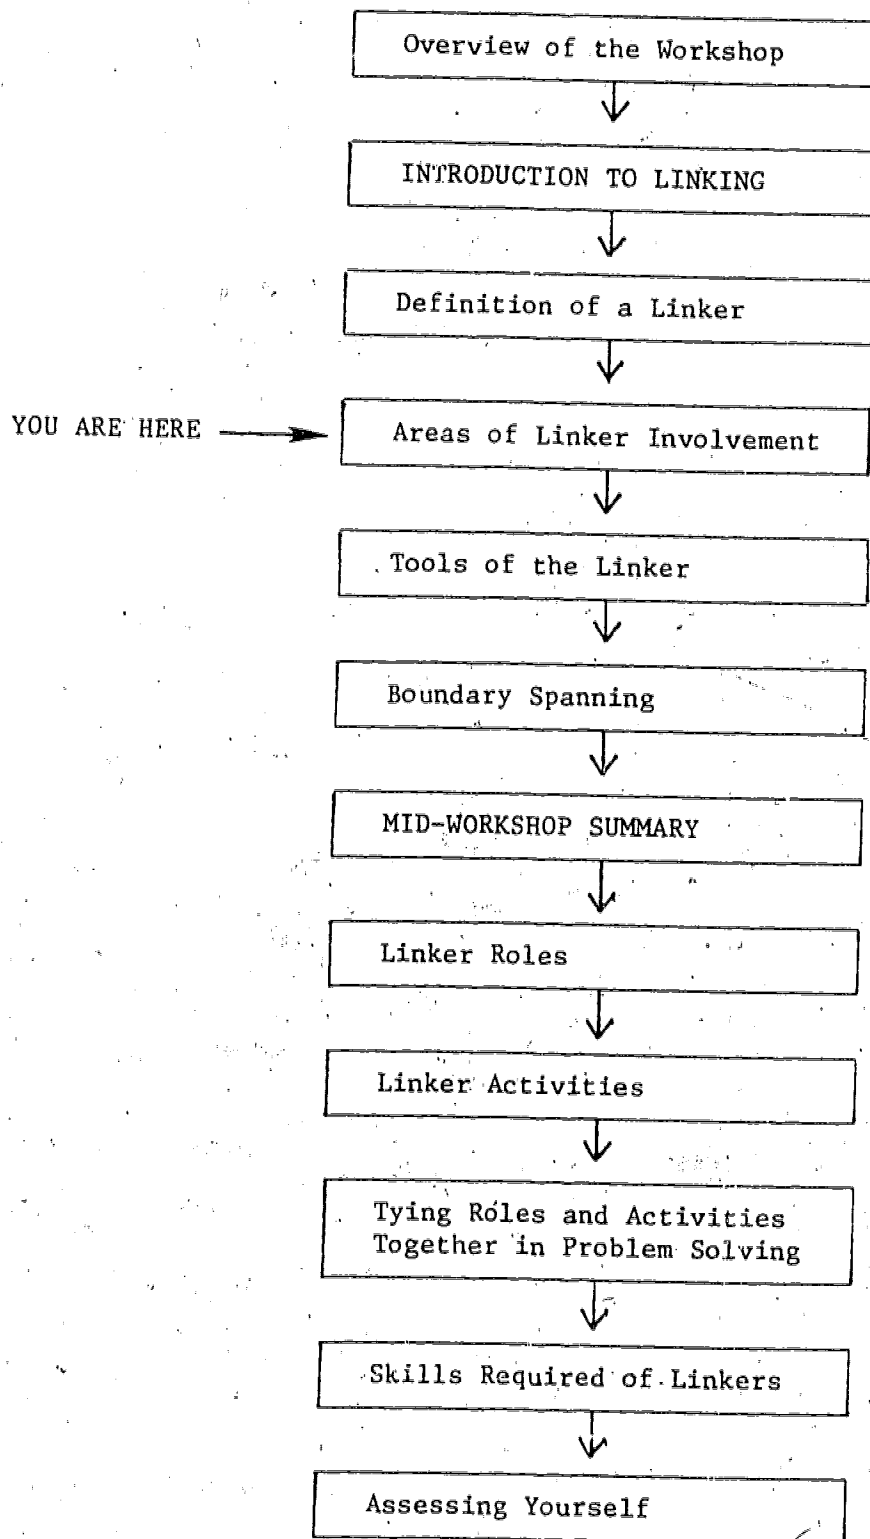 Overview of the Workshop
INTRODUCTION TO LINKING
Definition of a Linker
YOU ARE HERE
Areas of Linker Involvement
Tools of the Linker
Boundary Spanning
MID-WORKSHOP SUMMARY
Linker Roles
Linker Activities
Tying Roles and Activities
Together in Problem Solving
Skills Required of Linkers
Assessing Yourself